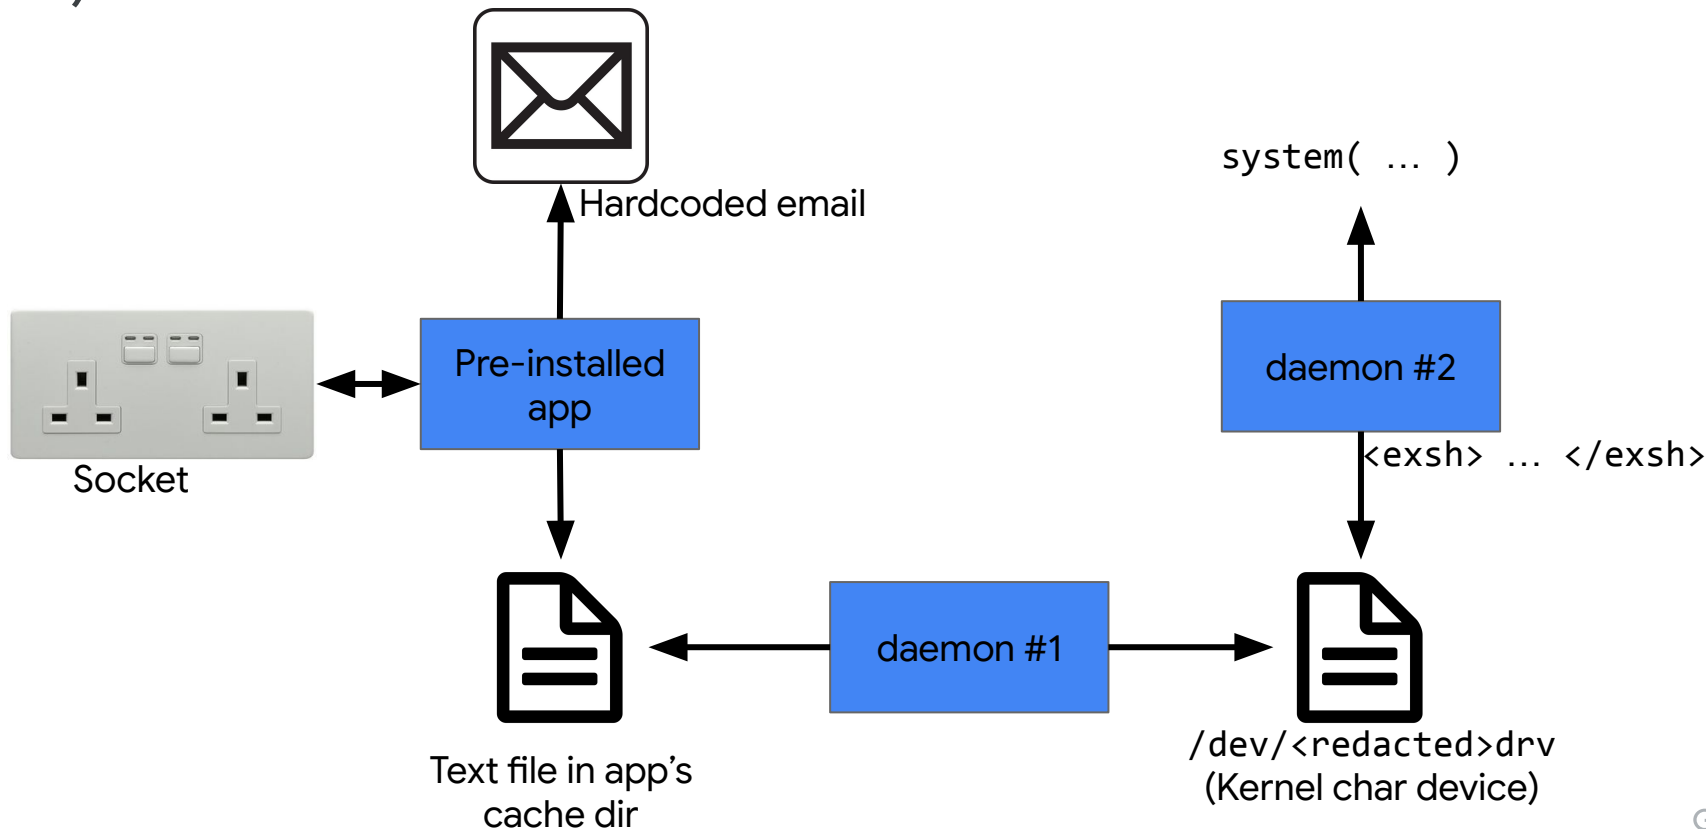 Hardcoded email
system( … )
Pre-installed
app
daemon #2
<exsh> … </exsh>
Socket
daemon #1
Text file in app’s
cache dir
/dev/<redacted>drv
(Kernel char device)